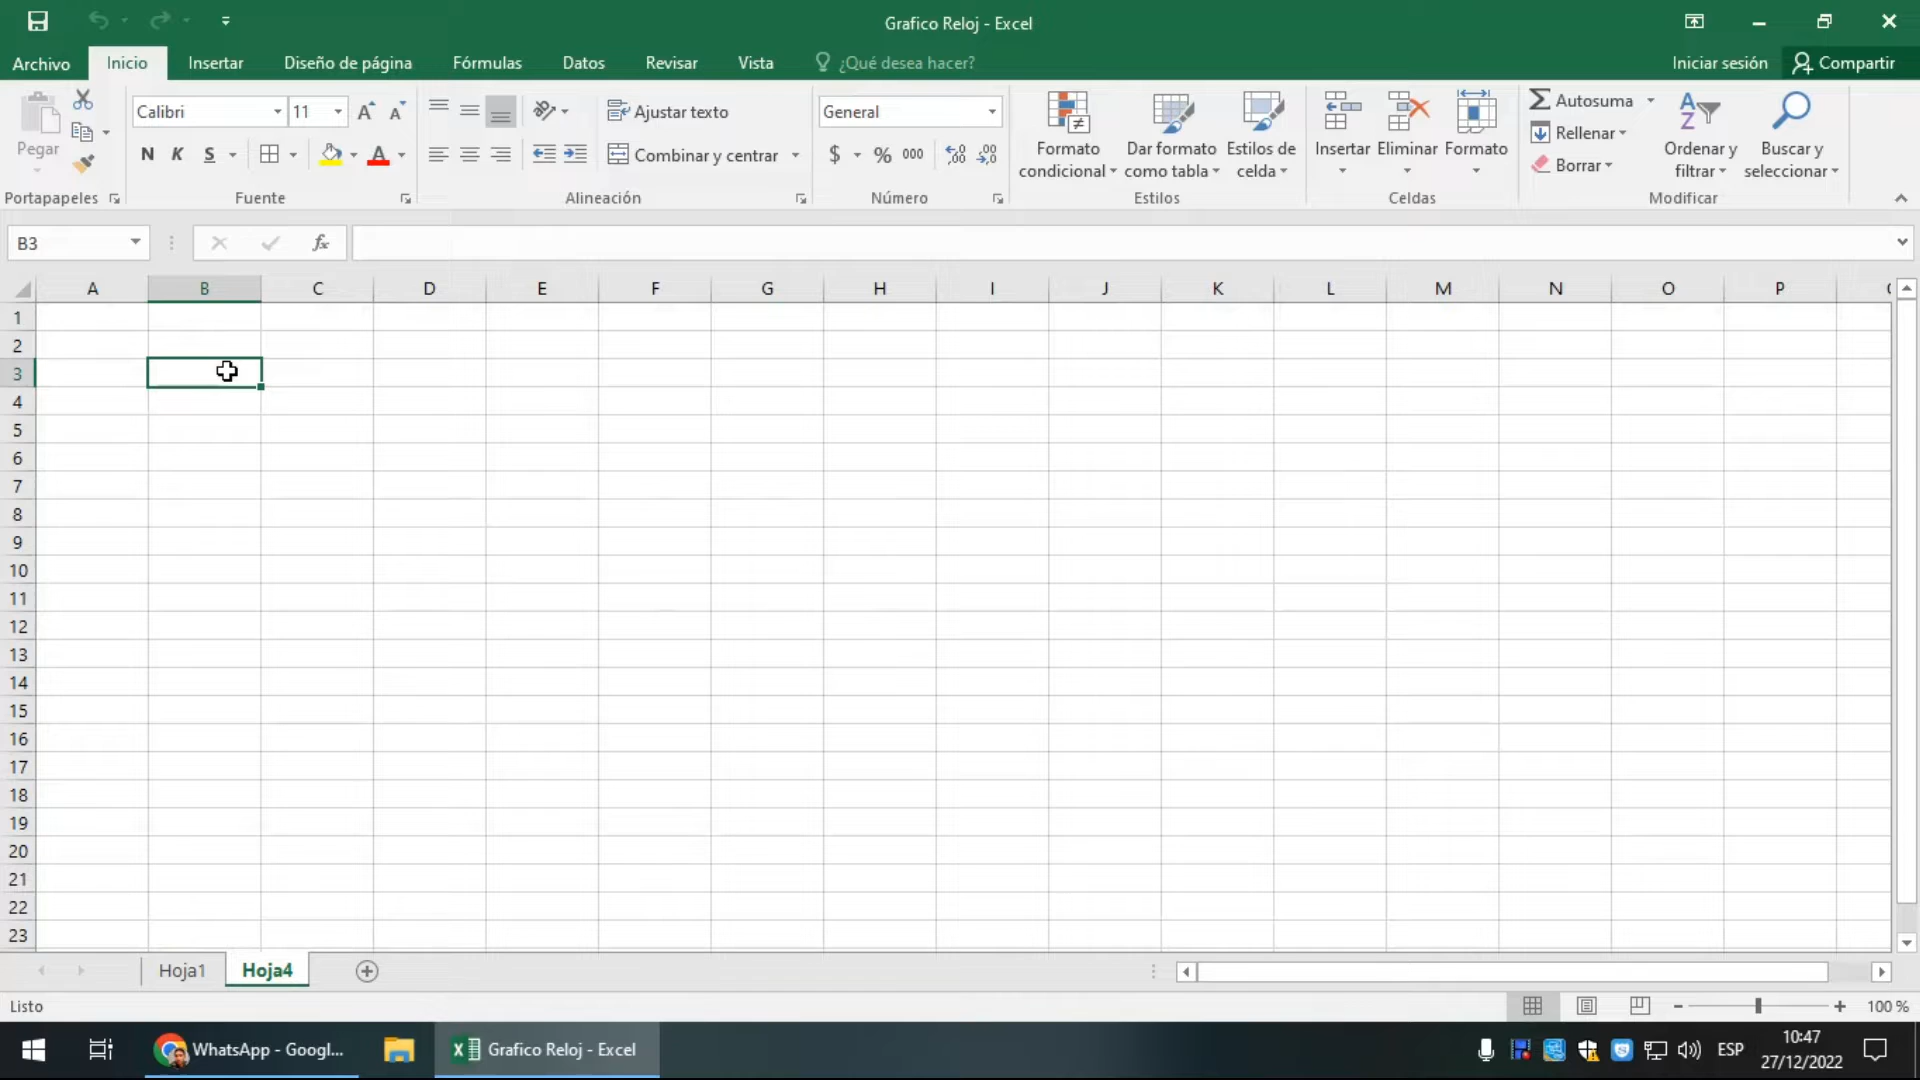 Grafico Reloj - Excel
Archivo Inicio Insertar Diseño de página Fórmulas Datos Revisar Vista ¿Qué desea hacer? Iniciar sesión Compartir
Pegar
Portapapeles
Calibri 11
N K S
Fuente
Ajustar texto
Combinar y centrar
Alineación
General
$ % 000
Número
Formato condicional
Dar formato como tabla
Estilos de celda
Estilos
Insertar Eliminar Formato
Celdas
Autosuma
Rellenar
Borrar
Ordenar y filtrar
Buscar y seleccionar
Modificar
B3 fx
A B C D E F G H I J K L M N O P
1
2
3
4
5
6
7
8
9
10
11
12
13
14
15
16
17
18
19
20
21
22
23
Hoja1 Hoja4
Listo 100 %
WhatsApp - Googl... Grafico Reloj - Excel ESP 10:47
27/12/2022